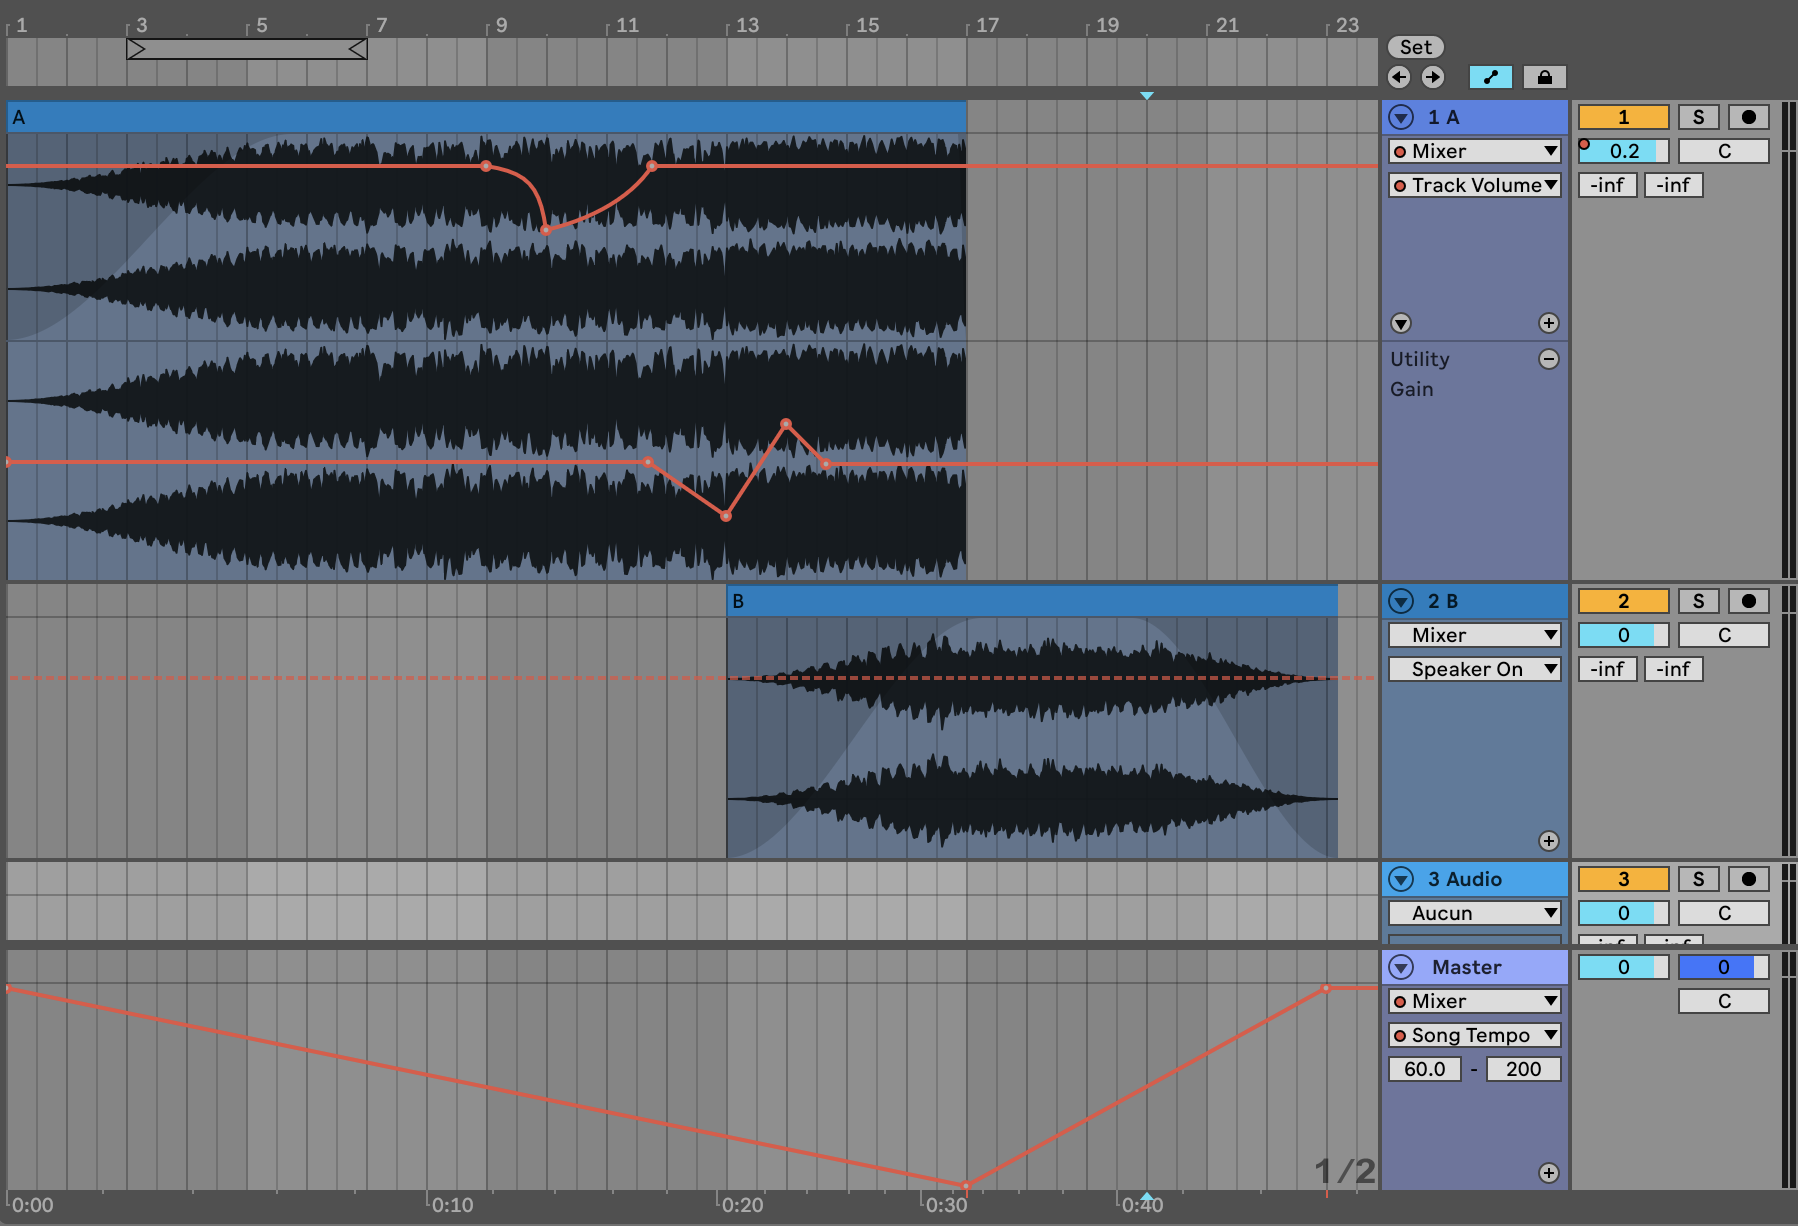 1 3 5 7 9 11 13 15 17 19 21 23
Set
A
1 A
1 S
Mixer
0.2 C
Track Volume
-inf -inf
Utility
Gain
B
2 B
2 S
Mixer
0 C
Speaker On
-inf -inf
3 Audio
3 S
Aucun
0 C
-inf -inf
Master
0 0
Mixer
C
Song Tempo
60.0 - 200
1/2
0:00 0:10 0:20 0:30 0:40